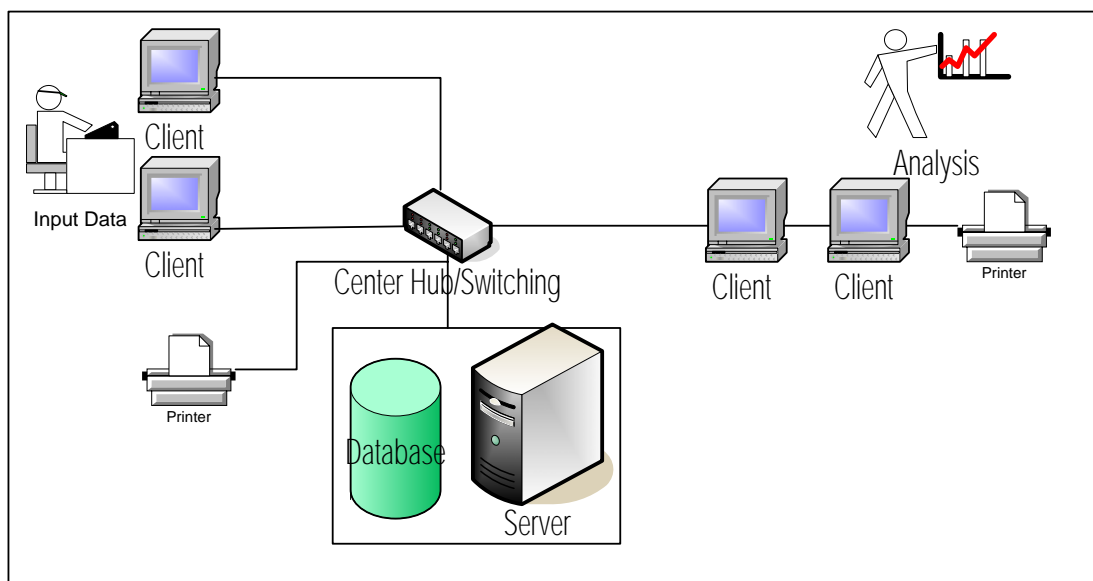 Client
Input Data
Client
Analysis
Center Hub/Switching
Client
Client
Printer
Printer
Database
Server